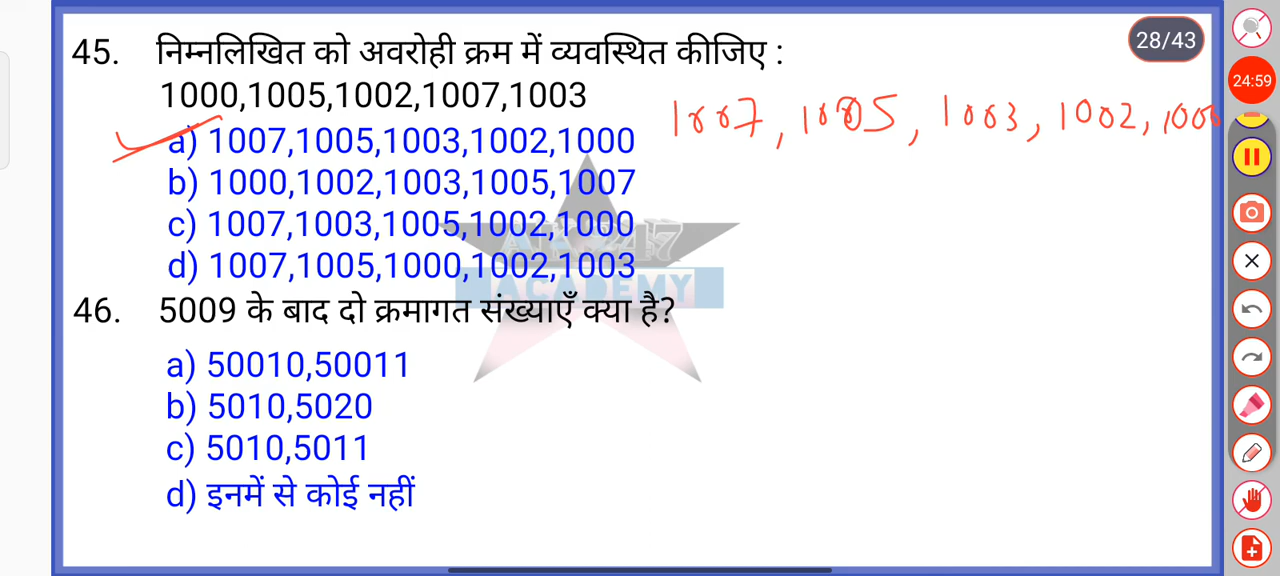 28/43
24:59
45. निम्नलिखित को अवरोही क्रम में व्यवस्थित कीजिए :
1000,1005,1002,1007,1003
1007, 1005, 1003, 1002, 1000
a) 1007,1005,1003,1002,1000
b) 1000,1002,1003,1005,1007
c) 1007,1003,1005,1002,1000
d) 1007,1005,1000,1002,1003
ACADEMY
46. 5009 के बाद दो क्रमागत संख्याएँ क्या है?
a) 50010,50011
b) 5010,5020
c) 5010,5011
d) इनमें से कोई नहीं